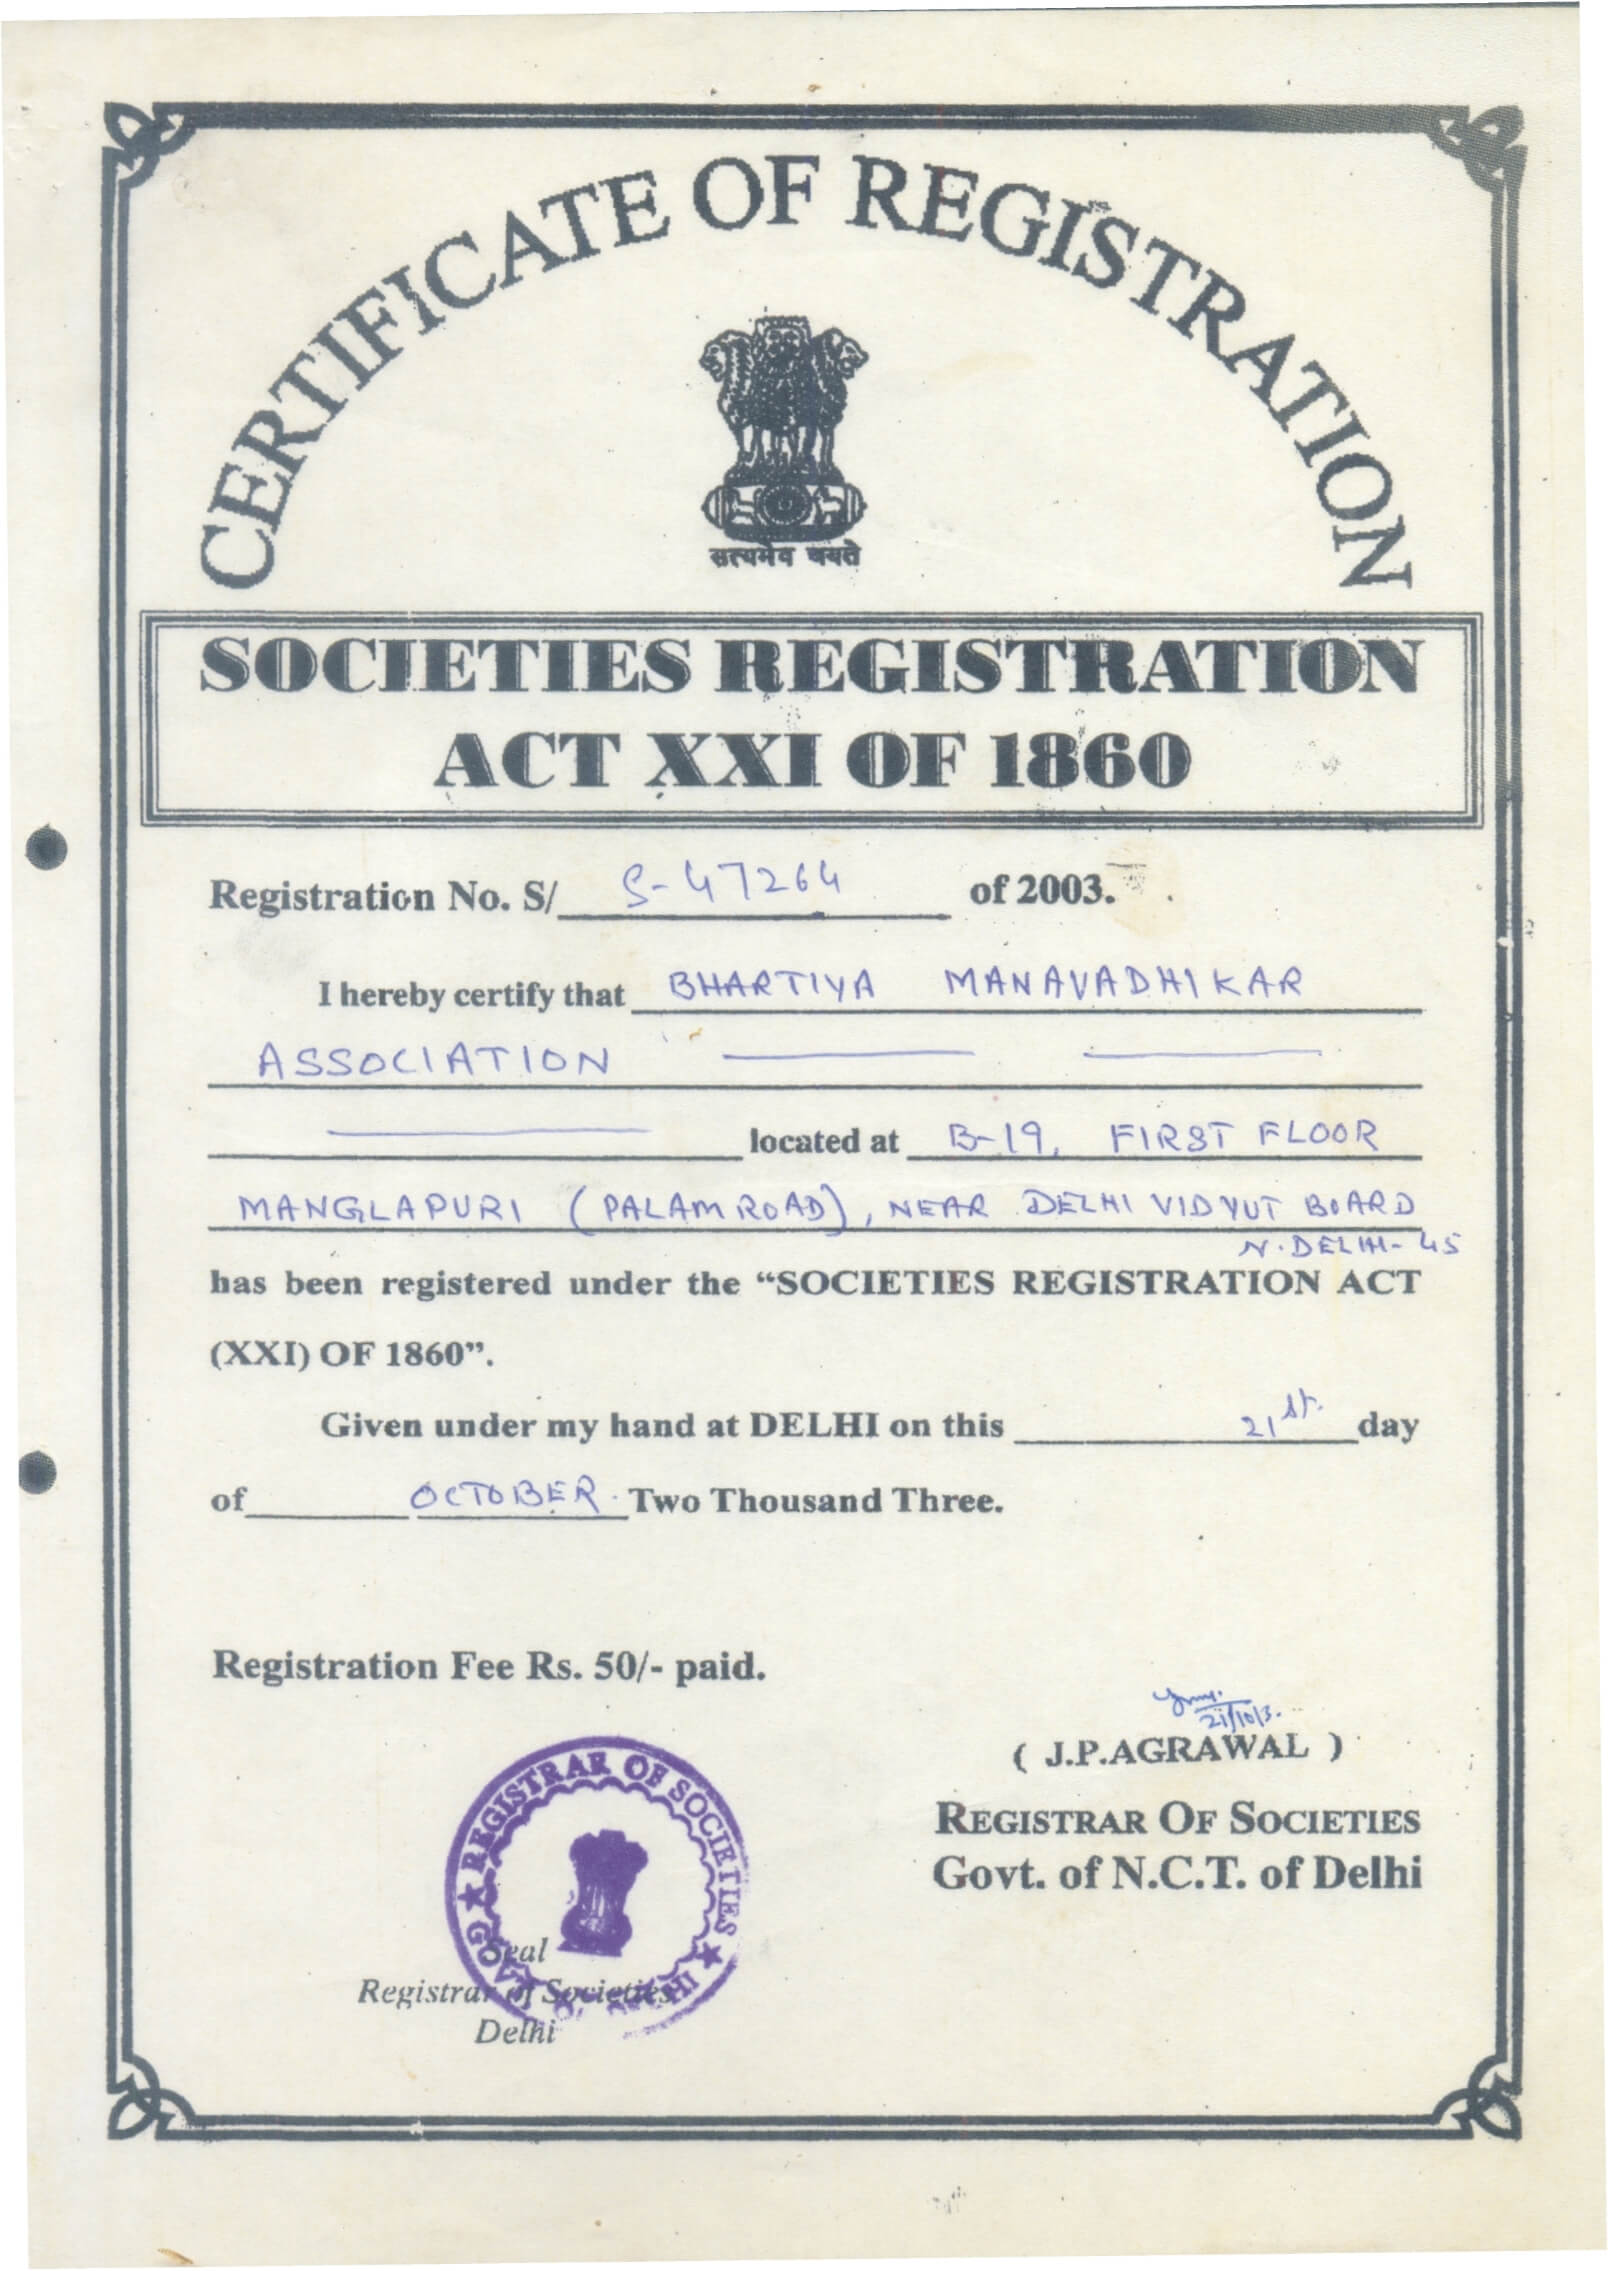 CERTIFICATE OF REGISTRATION
सत्यमेव जयते
SOCIETIES REGISTRATION
ACT XXI OF 1860
Registration No. S/ S-47264 of 2003.
I hereby certify that BHARTIYA MANAVADHIKAR
ASSOCIATION
located at B-19, FIRST FLOOR
MANGLAPURI (PALAM ROAD), NEAR DELHI VIDYUT BOARD
N. DELHI-45
has been registered under the “SOCIETIES REGISTRATION ACT
(XXI) OF 1860”.
Given under my hand at DELHI on this 21st. day
of OCTOBER. Two Thousand Three.
Registration Fee Rs. 50/- paid.
21/10/3.
( J.P.AGRAWAL )
REGISTRAR OF SOCIETIES
Govt. of N.C.T. of Delhi
REGISTRAR OF SOCIETIES
Seal
Registrar of Societies
Delhi